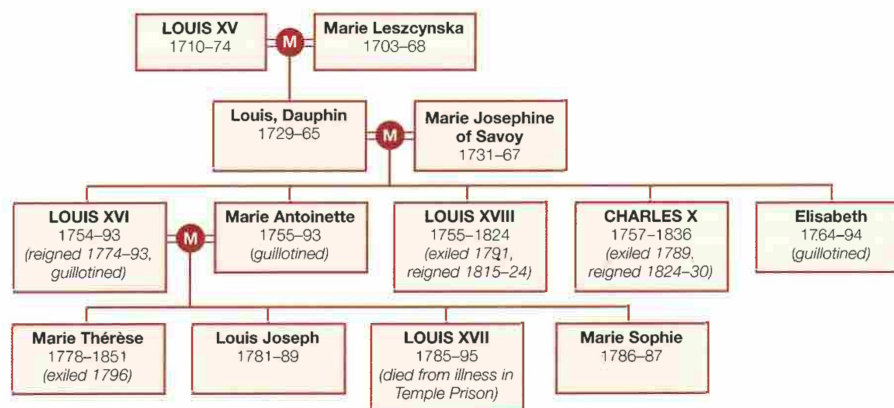 LOUIS XV
1710–74
M
Marie Leszcynska
1703–68
Louis, Dauphin
1729–65
M
Marie Josephine
of Savoy
1731–67
LOUIS XVI
1754–93
(reigned 1774–93,
guillotined)
M
Marie Antoinette
1755–93
(guillotined)
LOUIS XVIII
1755–1824
(exiled 1791,
reigned 1815–24)
CHARLES X
1757–1836
(exiled 1789,
reigned 1824–30)
Elisabeth
1764–94
(guillotined)
Marie Thérèse
1778–1851
(exiled 1796)
Louis Joseph
1781–89
LOUIS XVII
1785–95
(died from illness in
Temple Prison)
Marie Sophie
1786–87